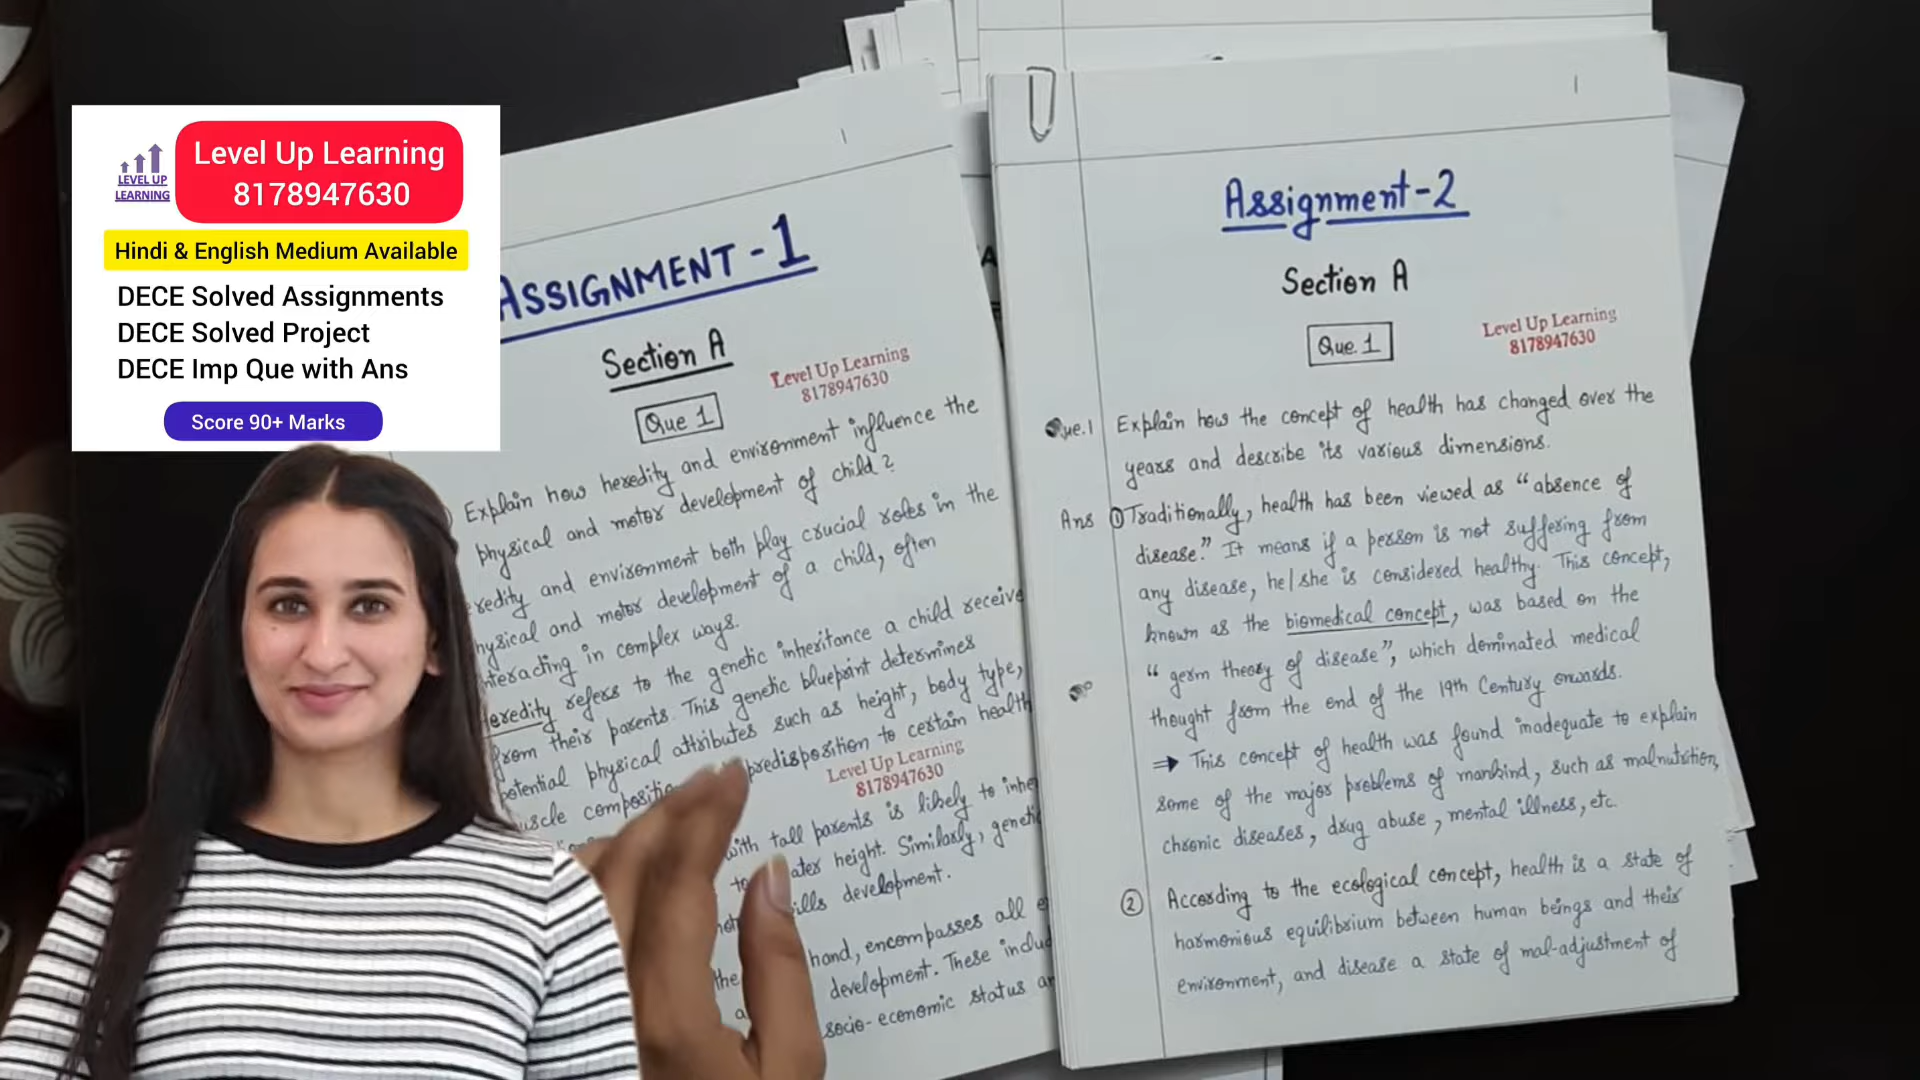 LEVEL UP
LEARNING
Level Up Learning
8178947630
Hindi & English Medium Available
DECE Solved Assignments
DECE Solved Project
DECE Imp Que with Ans
Score 90+ Marks
1
ASSIGNMENT-1
Section A
Level Up Learning
8178947630
Que 1
Explain how heredity and environment influence the
physical and motor development of child?
and environment both play crucial roles in the
and motor development of a child, often
in complex ways.
refers to the genetic inheritance a child receive
from their parents. This genetic blueprint determines
potential physical attributes such as height, body type,
predisposition to certain health
Level Up Learning
8178947630
with tall parents is likely to
height. Similarly,
development.
hand, encompasses all
the development. These
socio-economic status
1
Assignment-2
Section A
Level Up Learning
8178947630
Que.1
Explain how the concept of health has changed over the
years and describe its various dimensions.
Ans ① Traditionally, health has been viewed as "absence of
disease." It means if a person is not suffering from
any disease, he/she is considered healthy. This concept,
known as the biomedical concept, was based on the
"germ theory of disease", which dominated medical
thought from the end of the 19th Century onwards.
→ This concept of health was found inadequate to explain
some of the major problems of mankind, such as malnutrition,
chronic diseases, drug abuse, mental illness, etc.
② According to the ecological concept, health is a state of
harmonious equilibrium between human beings and their
environment, and disease a state of mal-adjustment of